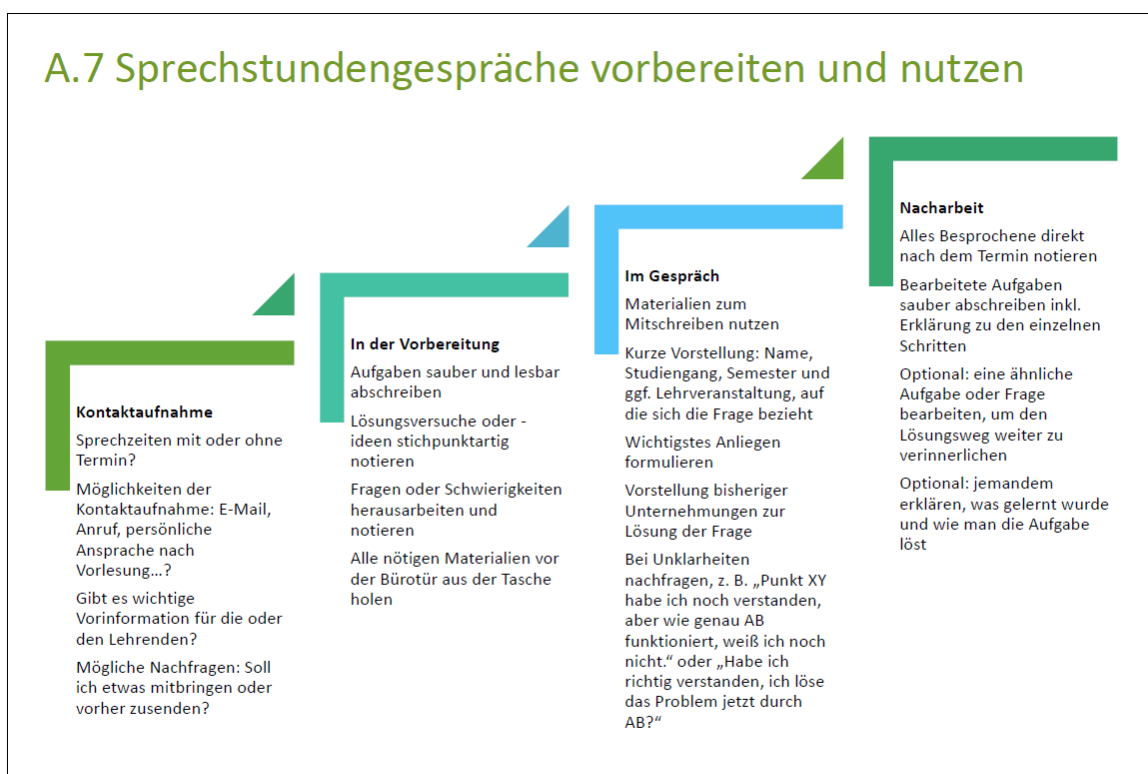 A.7 Sprechstundengespräche vorbereiten und nutzen
Kontaktaufnahme
Sprechzeiten mit oder ohne
Termin?
Möglichkeiten der
Kontaktaufnahme: E-Mail,
Anruf, persönliche
Ansprache nach
Vorlesung…?
Gibt es wichtige
Vorinformation für die oder
den Lehrenden?
Mögliche Nachfragen: Soll
ich etwas mitbringen oder
vorher zusenden?
In der Vorbereitung
Aufgaben sauber und lesbar
abschreiben
Lösungsversuche oder -
ideen stichpunktartig
notieren
Fragen oder Schwierigkeiten
herausarbeiten und
notieren
Alle nötigen Materialien vor
der Bürotür aus der Tasche
holen
Im Gespräch
Materialien zum
Mitschreiben nutzen
Kurze Vorstellung: Name,
Studiengang, Semester und
ggf. Lehrveranstaltung, auf
die sich die Frage bezieht
Wichtigstes Anliegen
formulieren
Vorstellung bisheriger
Unternehmungen zur
Lösung der Frage
Bei Unklarheiten
nachfragen, z. B. „Punkt XY
habe ich noch verstanden,
aber wie genau AB
funktioniert, weiß ich noch
nicht.“ oder „Habe ich
richtig verstanden, ich löse
das Problem jetzt durch
AB?“
Nacharbeit
Alles Besprochene direkt
nach dem Termin notieren
Bearbeitete Aufgaben
sauber abschreiben inkl.
Erklärung zu den einzelnen
Schritten
Optional: eine ähnliche
Aufgabe oder Frage
bearbeiten, um den
Lösungsweg weiter zu
verinnerlichen
Optional: jemandem
erklären, was gelernt wurde
und wie man die Aufgabe
löst